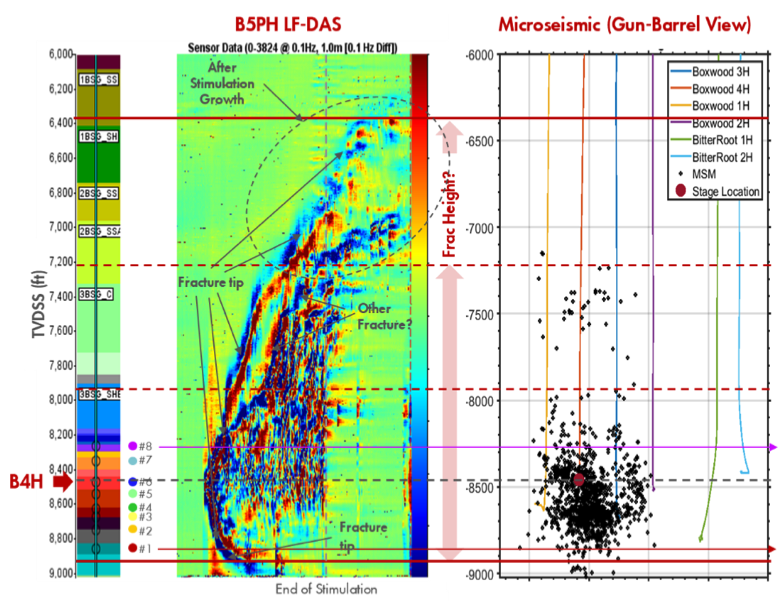 B5PH LF-DAS
Microseismic (Gun-Barrel View)
Sensor Data (0-3824 @ 0.1Hz, 1.0m [0.1 Hz Diff])
TVDSS (ft)
6,000
6,200
6,400
6,600
6,800
7,000
7,200
7,400
7,600
7,800
8,000
8,200
8,400
8,600
8,800
9,000
1BSG_SS
1BSG_SH
2BSG_SS
2BSG_SSA
3BSG_C
3BSG_SHB
B4H
#8
#7
#6
#5
#4
#3
#2
#1
After
Stimulation
Growth
Fracture tip
Other
Fracture?
Fracture
tip
End of Stimulation
Frac Height?
-6000
-6500
-7000
-7500
-8000
-8500
-9000
Boxwood 3H
Boxwood 4H
Boxwood 1H
Boxwood 2H
BitterRoot 1H
BitterRoot 2H
MSM
Stage Location